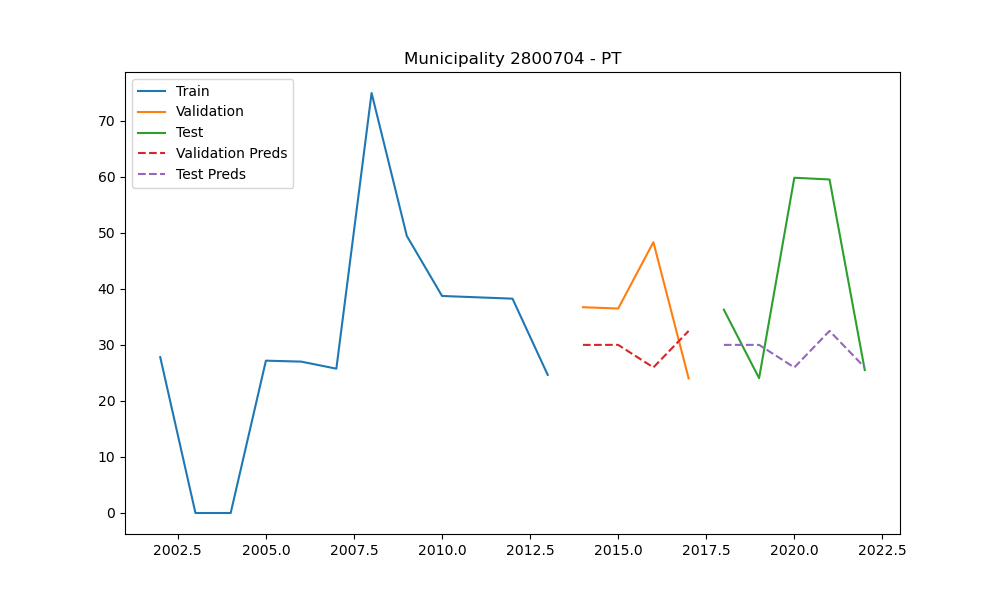 Municipality 2800704 - PT
Train
Validation
Test
Validation Preds
Test Preds
70
60
50
40
30
20
10
0
2002.5 2005.0 2007.5 2010.0 2012.5 2015.0 2017.5 2020.0 2022.5